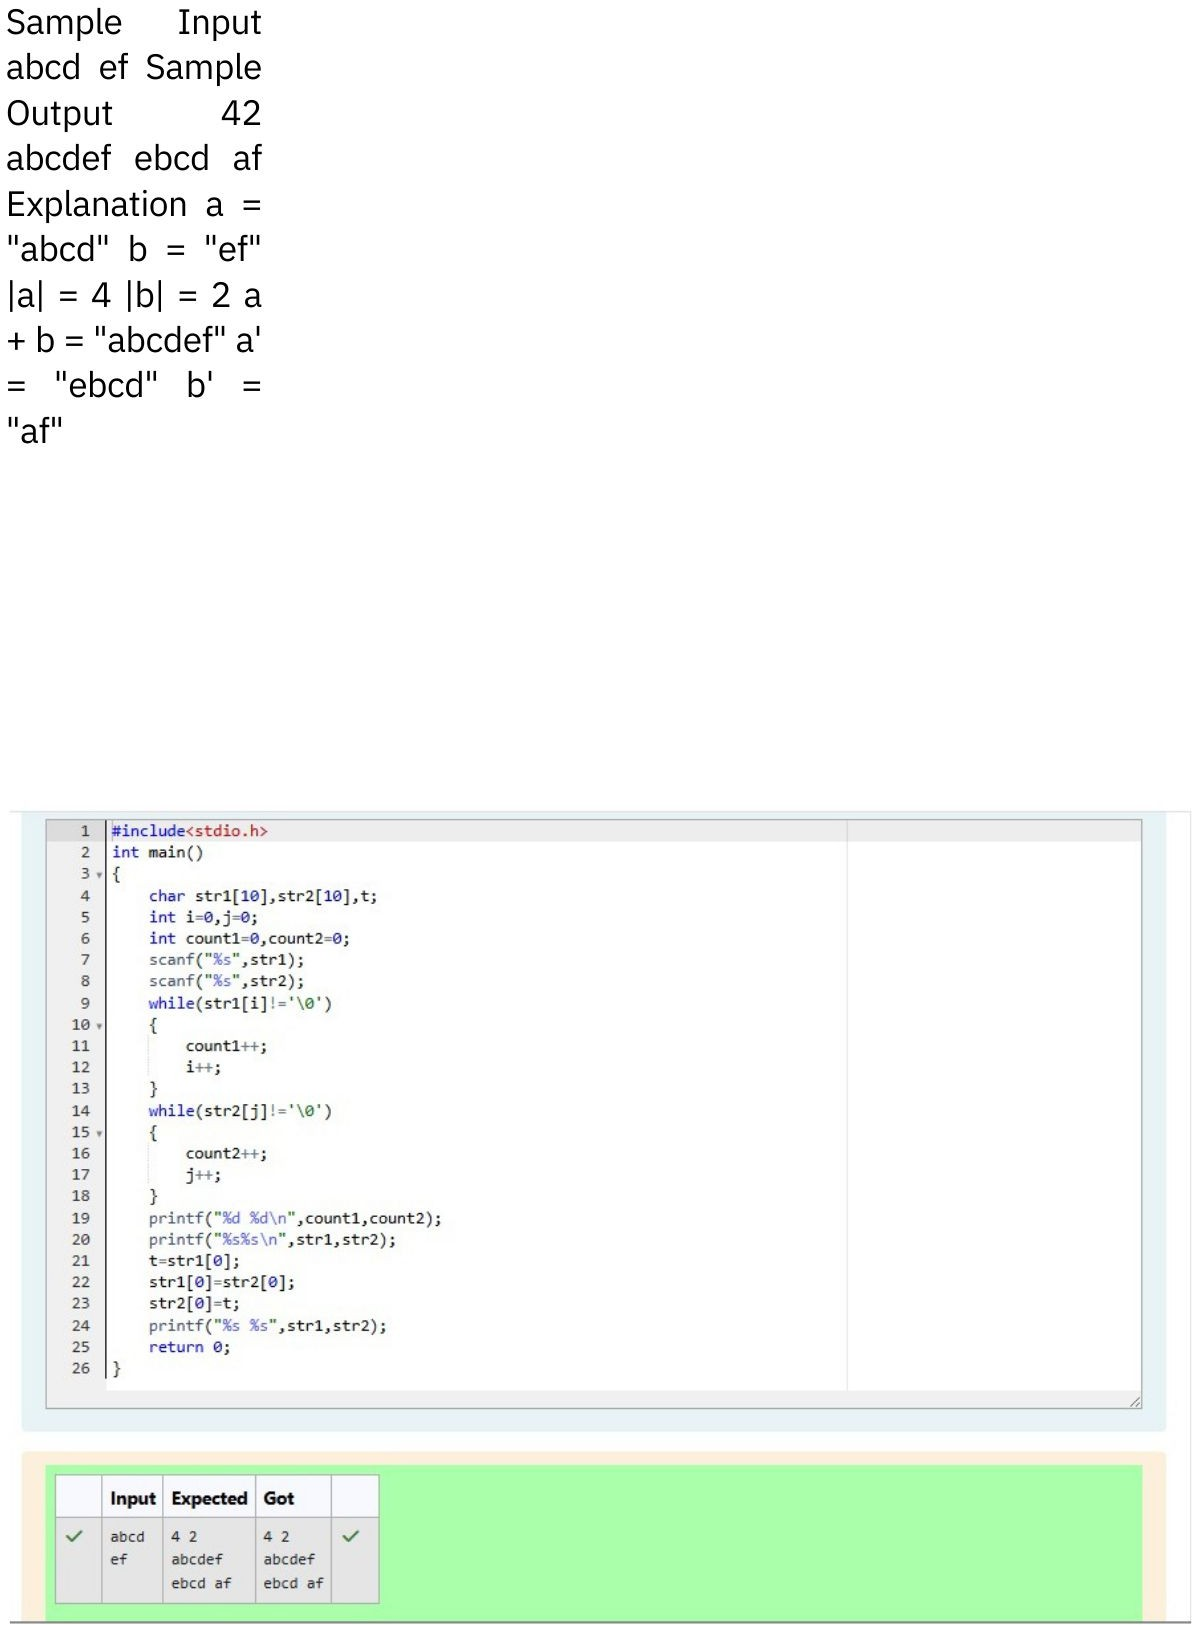 Sample Input
abcd ef Sample
Output 42
abcdef ebcd af
Explanation a =
"abcd" b = "ef"
|a| = 4 |b| = 2 a
+ b = "abcdef" a'
= "ebcd" b' =
"af"
1 #include<stdio.h>
2 int main()
3 {
4 char str1[10],str2[10],t;
5 int i=0,j=0;
6 int count1=0,count2=0;
7 scanf("%s",str1);
8 scanf("%s",str2);
9 while(str1[i]!='\0')
10 {
11 count1++;
12 i++;
13 }
14 while(str2[j]!='\0')
15 {
16 count2++;
17 j++;
18 }
19 printf("%d %d\n",count1,count2);
20 printf("%s%s\n",str1,str2);
21 t=str1[0];
22 str1[0]=str2[0];
23 str2[0]=t;
24 printf("%s %s",str1,str2);
25 return 0;
26 }
Input Expected Got
abcd 4 2 4 2
ef abcdef abcdef
ebcd af ebcd af